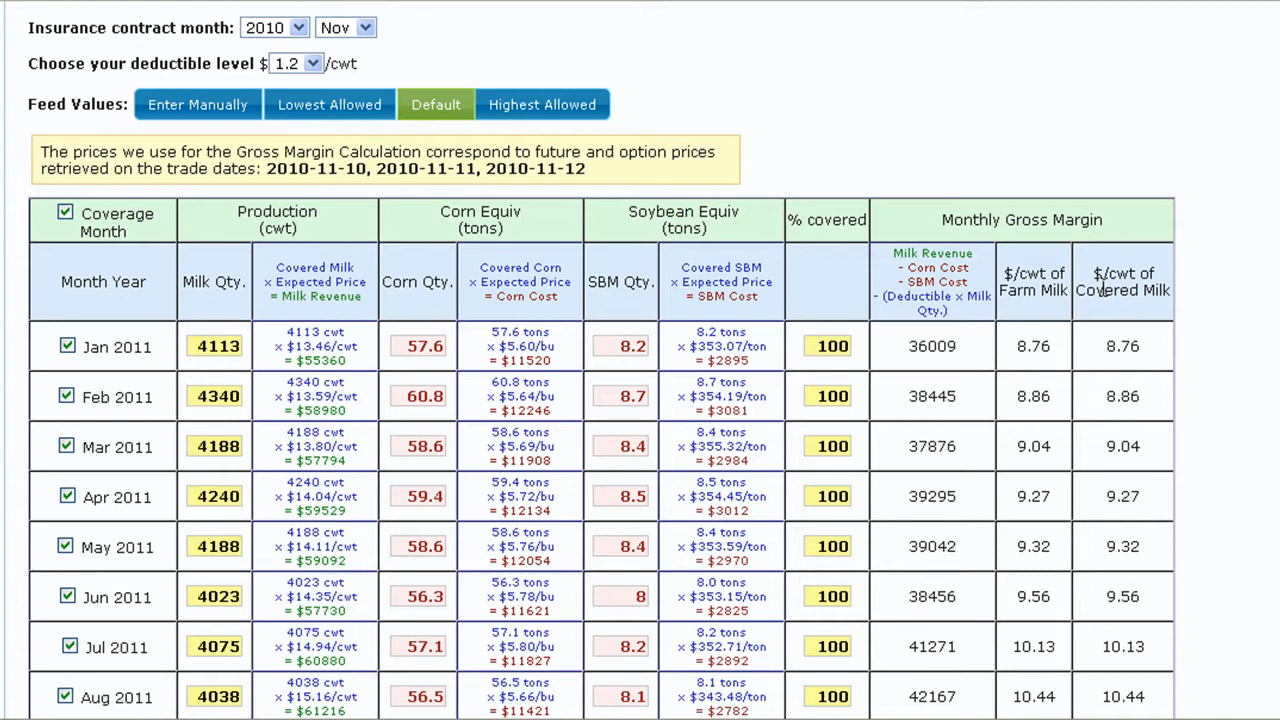 Insurance contract month: 2010 Nov
Choose your deductible level $ 1.2 /cwt
Feed Values: Enter Manually Lowest Allowed Default Highest Allowed
The prices we use for the Gross Margin Calculation correspond to future and option prices
retrieved on the trade dates: 2010-11-10, 2010-11-11, 2010-11-12
Coverage Month Production (cwt) Corn Equiv (tons) Soybean Equiv (tons) % covered Monthly Gross Margin
Month Year Milk Qty. Covered Milk x Expected Price = Milk Revenue Corn Qty. Covered Corn x Expected Price = Corn Cost SBM Qty. Covered SBM x Expected Price = SBM Cost Milk Revenue - Corn Cost - SBM Cost - (Deductible x Milk Qty.) $/cwt of Farm Milk $/cwt of Covered Milk
Jan 2011 4113 4113 cwt x $13.46/cwt = $55360 57.6 57.6 tons x $5.60/bu = $11520 8.2 8.2 tons x $353.07/ton = $2895 100 36009 8.76 8.76
Feb 2011 4340 4340 cwt x $13.59/cwt = $58980 60.8 60.8 tons x $5.64/bu = $12246 8.7 8.7 tons x $354.19/ton = $3081 100 38445 8.86 8.86
Mar 2011 4188 4188 cwt x $13.80/cwt = $57794 58.6 58.6 tons x $5.69/bu = $11908 8.4 8.4 tons x $355.32/ton = $2984 100 37876 9.04 9.04
Apr 2011 4240 4240 cwt x $14.04/cwt = $59529 59.4 59.4 tons x $5.72/bu = $12134 8.5 8.5 tons x $354.45/ton = $3012 100 39295 9.27 9.27
May 2011 4188 4188 cwt x $14.11/cwt = $59092 58.6 58.6 tons x $5.76/bu = $12054 8.4 8.4 tons x $353.59/ton = $2970 100 39042 9.32 9.32
Jun 2011 4023 4023 cwt x $14.35/cwt = $57730 56.3 56.3 tons x $5.78/bu = $11621 8 8.0 tons x $353.15/ton = $2825 100 38456 9.56 9.56
Jul 2011 4075 4075 cwt x $14.94/cwt = $60880 57.1 57.1 tons x $5.80/bu = $11827 8.2 8.2 tons x $352.71/ton = $2892 100 41271 10.13 10.13
Aug 2011 4038 4038 cwt x $15.16/cwt = $61216 56.5 56.5 tons x $5.66/bu = $11421 8.1 8.1 tons x $343.48/ton = $2782 100 42167 10.44 10.44